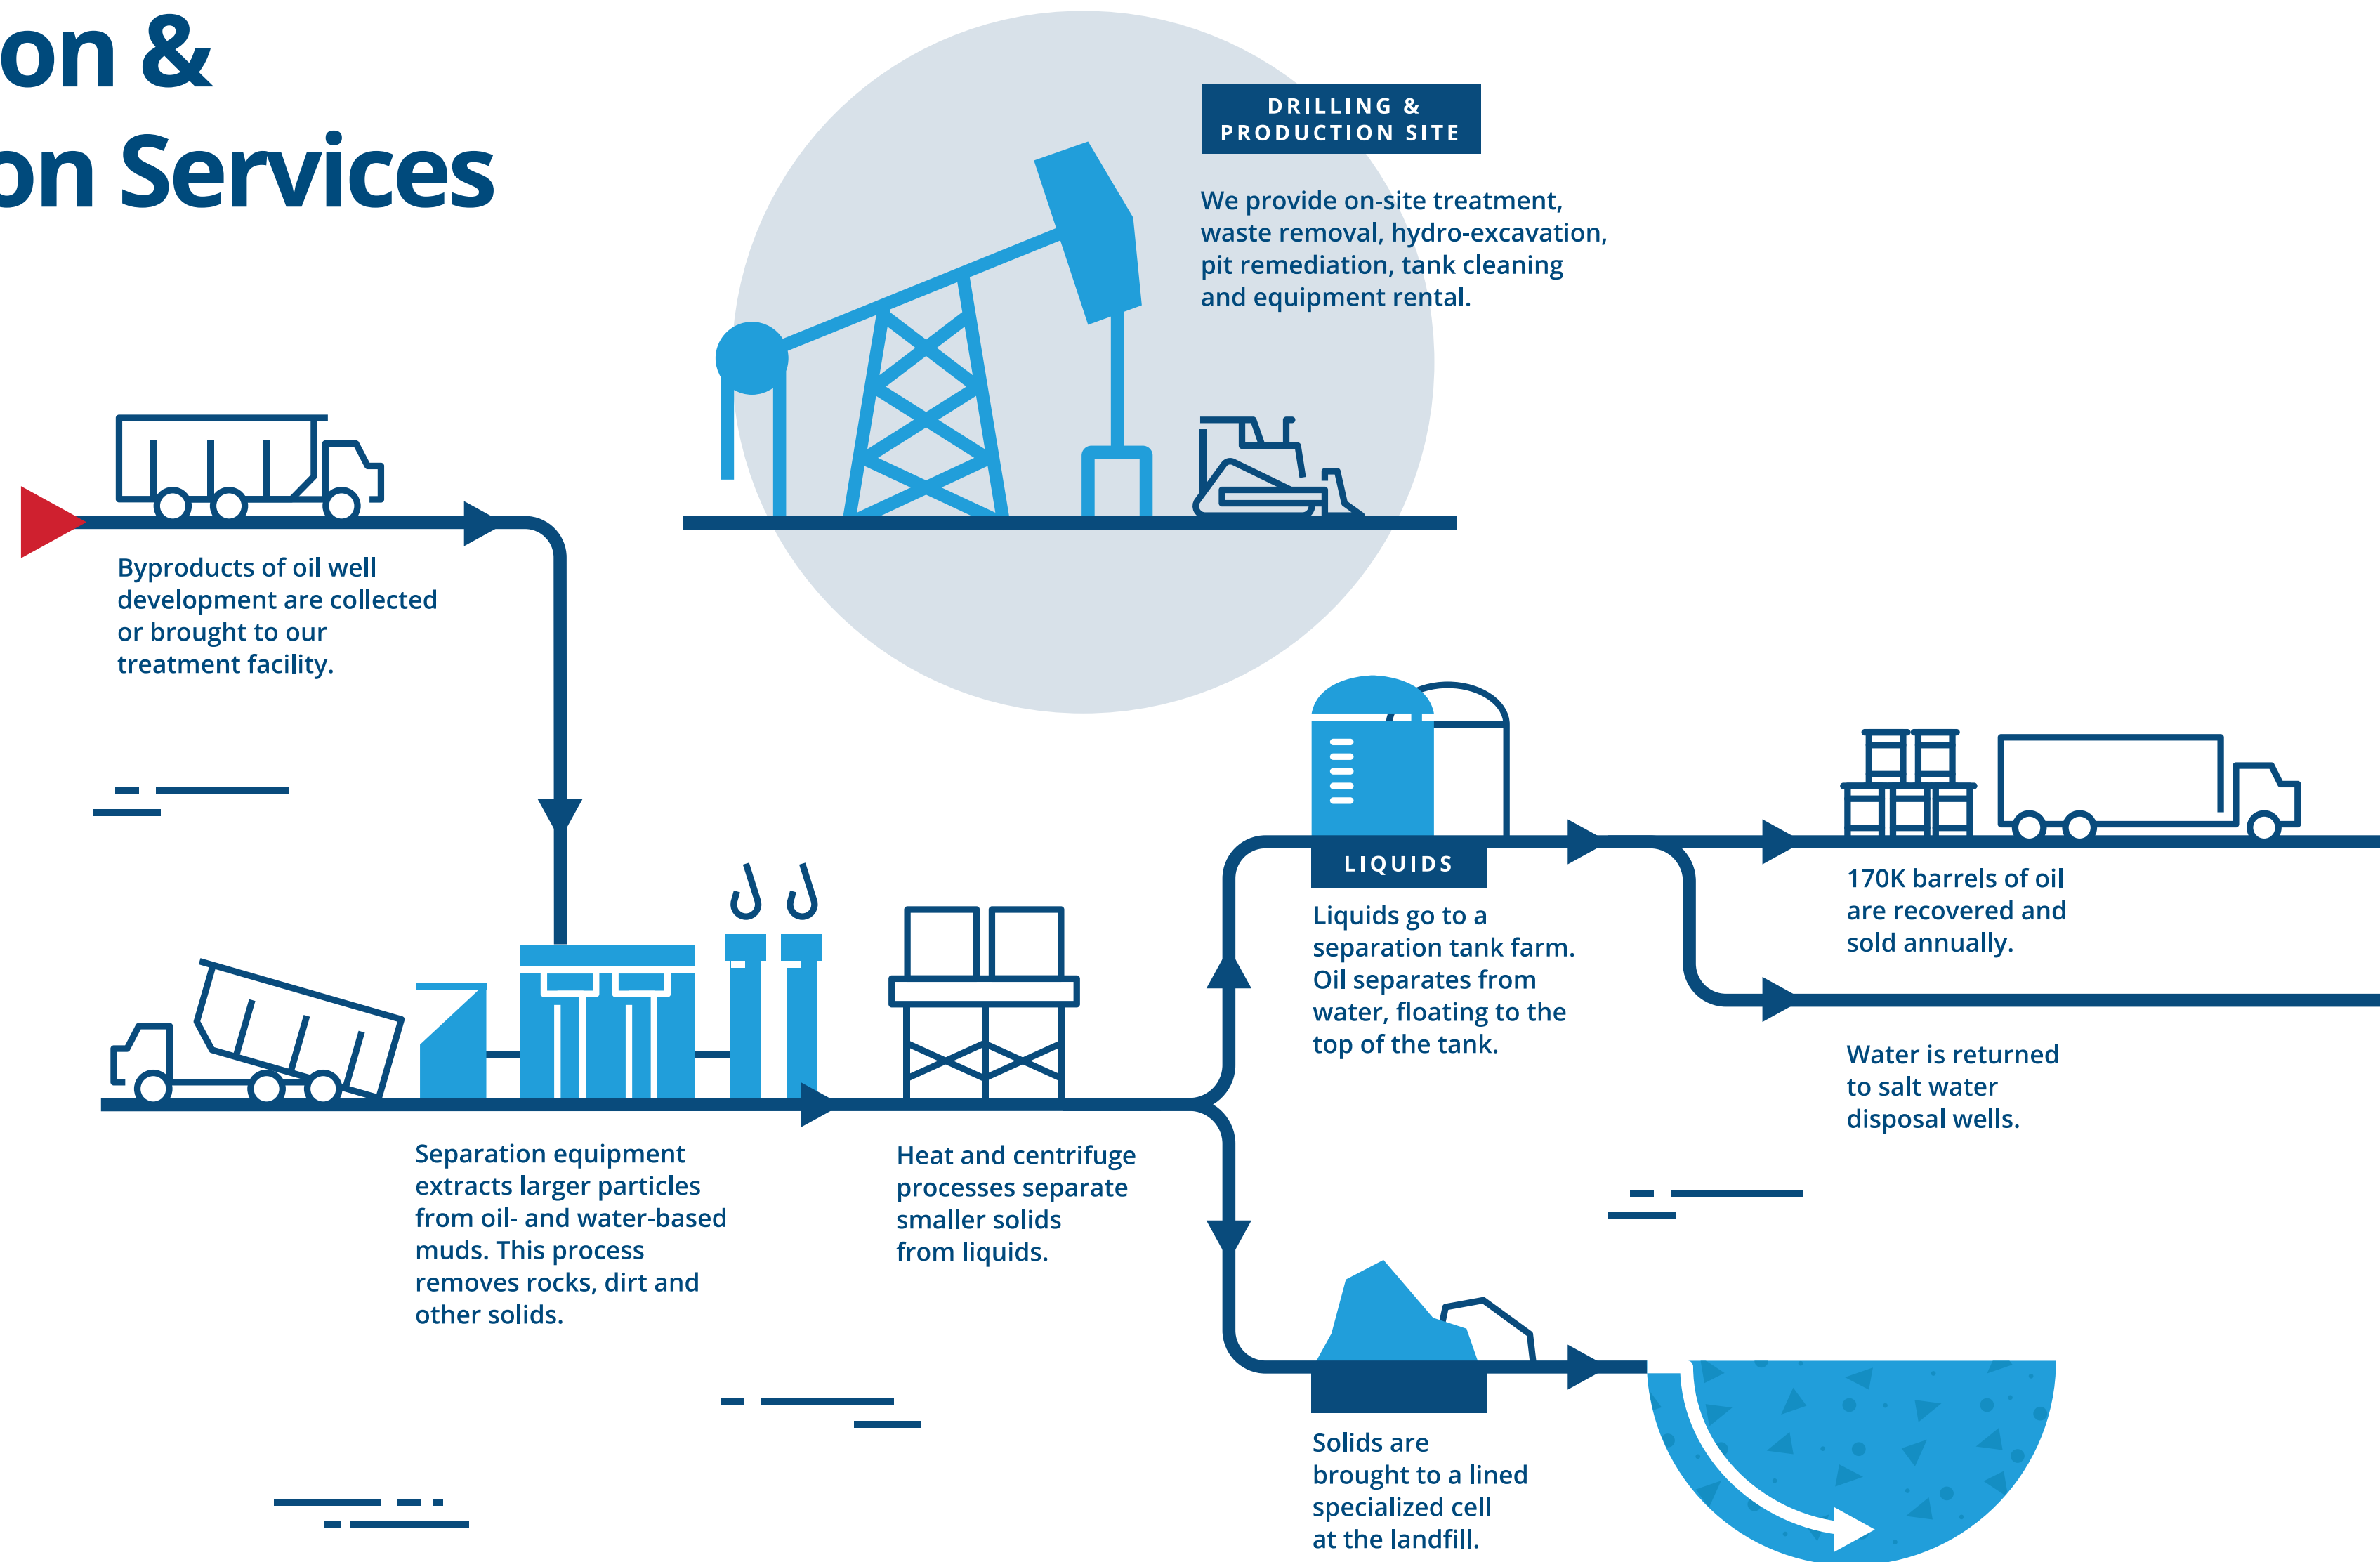 on &
on Services
DRILLING &
PRODUCTION SITE
We provide on-site treatment,
waste removal, hydro-excavation,
pit remediation, tank cleaning
and equipment rental.
Byproducts of oil well
development are collected
or brought to our
treatment facility.
Separation equipment
extracts larger particles
from oil- and water-based
muds. This process
removes rocks, dirt and
other solids.
Heat and centrifuge
processes separate
smaller solids
from liquids.
LIQUIDS
Liquids go to a
separation tank farm.
Oil separates from
water, floating to the
top of the tank.
170K barrels of oil
are recovered and
sold annually.
Water is returned
to salt water
disposal wells.
Solids are
brought to a lined
specialized cell
at the landfill.